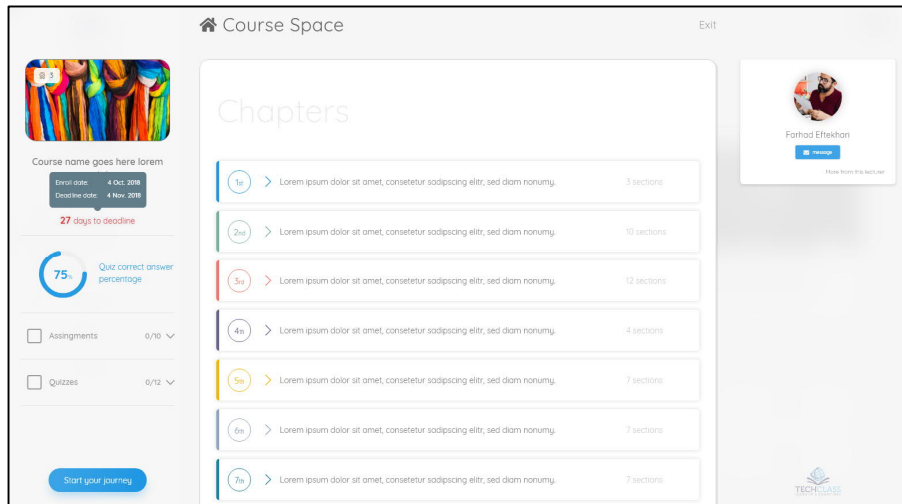 Course Space
Exit
3
Course name goes here lorem
Enroll date: 4 Oct. 2018
Deadline date: 4 Nov. 2018
27 days to deadline
75%
Quiz correct answer
percentage
Assingments 0/10
Quizzes 0/12
Start your journey
Chapters
1st Lorem ipsum dolor sit amet, consetetur sadipscing elitr, sed diam nonumy. 3 sections
2nd Lorem ipsum dolor sit amet, consetetur sadipscing elitr, sed diam nonumy. 10 sections
3rd Lorem ipsum dolor sit amet, consetetur sadipscing elitr, sed diam nonumy. 12 sections
4th Lorem ipsum dolor sit amet, consetetur sadipscing elitr, sed diam nonumy. 4 sections
5th Lorem ipsum dolor sit amet, consetetur sadipscing elitr, sed diam nonumy. 7 sections
6th Lorem ipsum dolor sit amet, consetetur sadipscing elitr, sed diam nonumy. 7 sections
7th Lorem ipsum dolor sit amet, consetetur sadipscing elitr, sed diam nonumy. 7 sections
Farhad Eftekhari
message
More from this lecturer
TECHCLASS